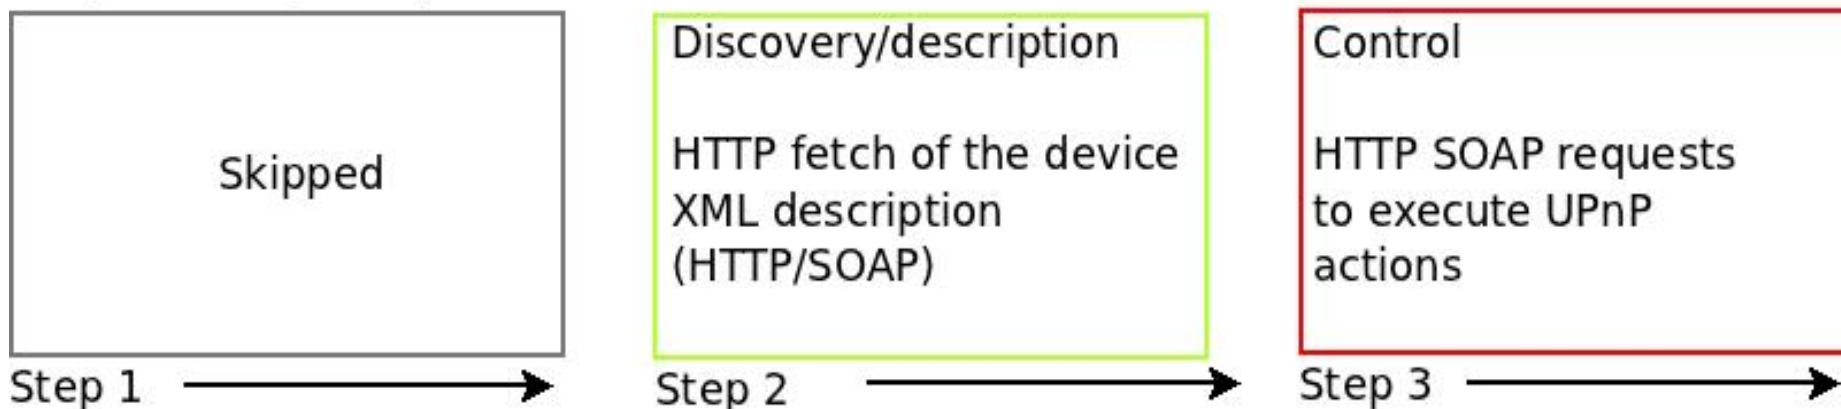 Skipped
Step 1
Discovery/description
HTTP fetch of the device
XML description
(HTTP/SOAP)
Step 2
Control
HTTP SOAP requests
to execute UPnP
actions
Step 3